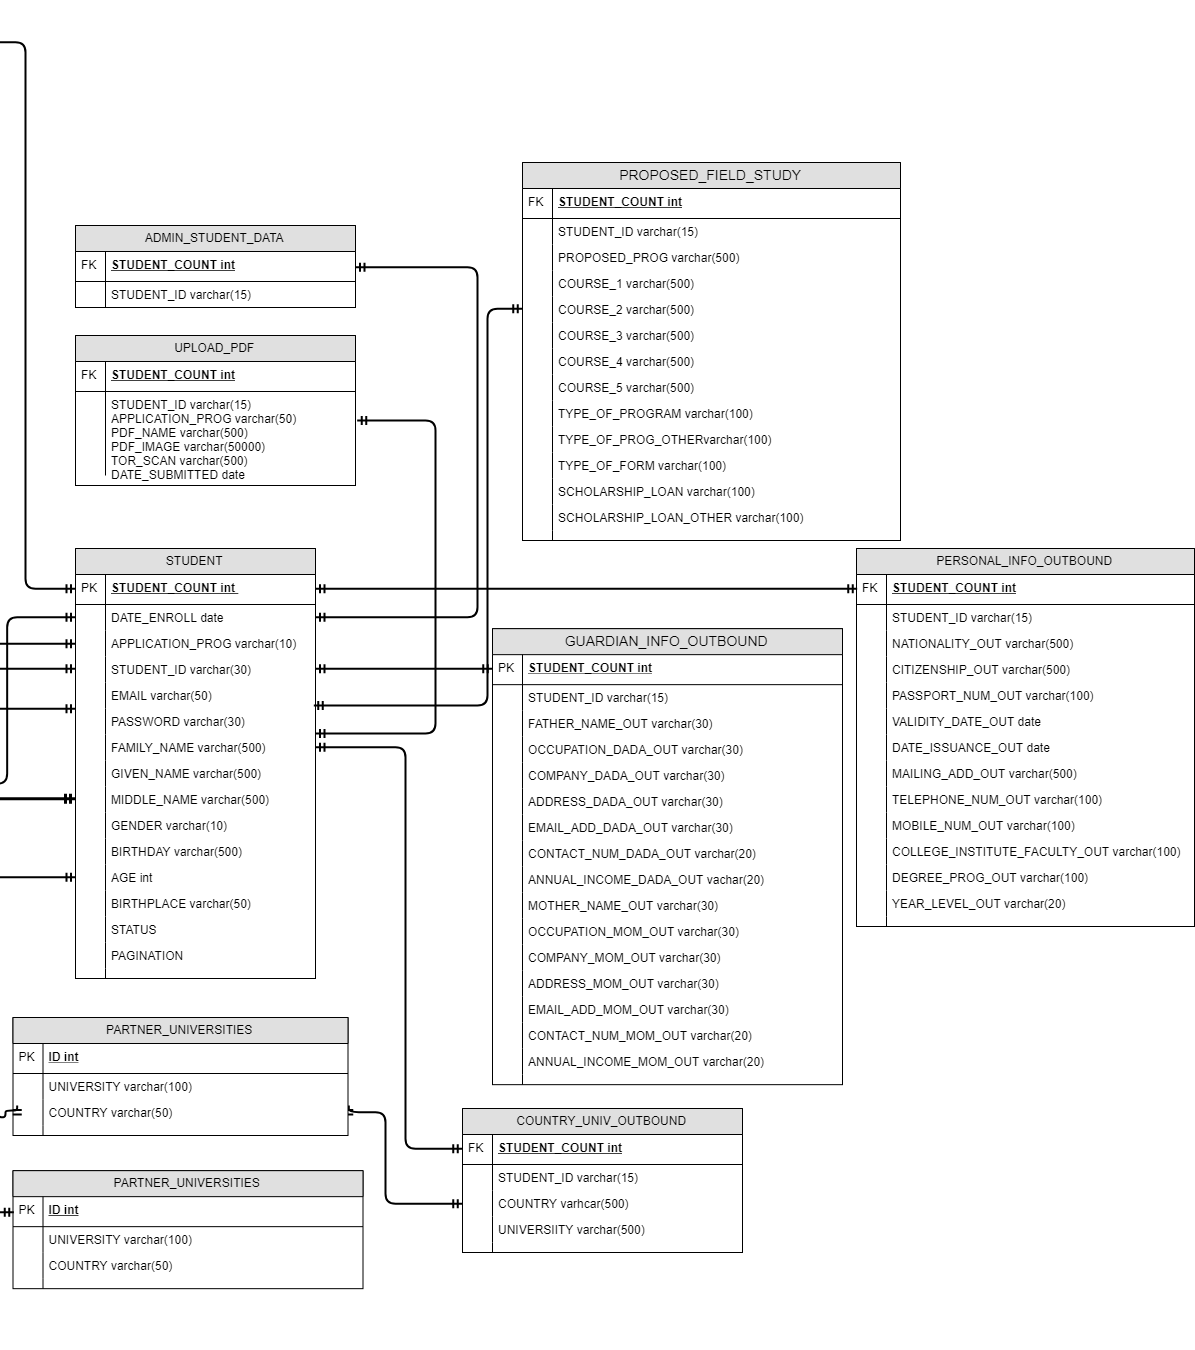 PROPOSED_FIELD_STUDY
FK STUDENT_COUNT int
STUDENT_ID varchar(15)
PROPOSED_PROG varchar(500)
COURSE_1 varchar(500)
COURSE_2 varchar(500)
COURSE_3 varchar(500)
COURSE_4 varchar(500)
COURSE_5 varchar(500)
TYPE_OF_PROGRAM varchar(100)
TYPE_OF_PROG_OTHERvarchar(100)
TYPE_OF_FORM varchar(100)
SCHOLARSHIP_LOAN varchar(100)
SCHOLARSHIP_LOAN_OTHER varchar(100)
ADMIN_STUDENT_DATA
FK STUDENT_COUNT int
STUDENT_ID varchar(15)
UPLOAD_PDF
FK STUDENT_COUNT int
STUDENT_ID varchar(15)
APPLICATION_PROG varchar(50)
PDF_NAME varchar(500)
PDF_IMAGE varchar(50000)
TOR_SCAN varchar(500)
DATE_SUBMITTED date
STUDENT
PK STUDENT_COUNT int
DATE_ENROLL date
APPLICATION_PROG varchar(10)
STUDENT_ID varchar(30)
EMAIL varchar(50)
PASSWORD varchar(30)
FAMILY_NAME varchar(500)
GIVEN_NAME varchar(500)
MIDDLE_NAME varchar(500)
GENDER varchar(10)
BIRTHDAY varchar(500)
AGE int
BIRTHPLACE varchar(50)
STATUS
PAGINATION
GUARDIAN_INFO_OUTBOUND
PK STUDENT_COUNT int
STUDENT_ID varchar(15)
FATHER_NAME_OUT varchar(30)
OCCUPATION_DADA_OUT varchar(30)
COMPANY_DADA_OUT varchar(30)
ADDRESS_DADA_OUT varchar(30)
EMAIL_ADD_DADA_OUT varchar(30)
CONTACT_NUM_DADA_OUT varchar(20)
ANNUAL_INCOME_DADA_OUT vachar(20)
MOTHER_NAME_OUT varchar(30)
OCCUPATION_MOM_OUT varchar(30)
COMPANY_MOM_OUT varchar(30)
ADDRESS_MOM_OUT varchar(30)
EMAIL_ADD_MOM_OUT varchar(30)
CONTACT_NUM_MOM_OUT varchar(20)
ANNUAL_INCOME_MOM_OUT varchar(20)
PERSONAL_INFO_OUTBOUND
FK STUDENT_COUNT int
STUDENT_ID varchar(15)
NATIONALITY_OUT varchar(500)
CITIZENSHIP_OUT varchar(500)
PASSPORT_NUM_OUT varchar(100)
VALIDITY_DATE_OUT date
DATE_ISSUANCE_OUT date
MAILING_ADD_OUT varchar(500)
TELEPHONE_NUM_OUT varchar(100)
MOBILE_NUM_OUT varchar(100)
COLLEGE_INSTITUTE_FACULTY_OUT varchar(100)
DEGREE_PROG_OUT varchar(100)
YEAR_LEVEL_OUT varchar(20)
PARTNER_UNIVERSITIES
PK ID int
UNIVERSITY varchar(100)
COUNTRY varchar(50)
COUNTRY_UNIV_OUTBOUND
FK STUDENT_COUNT int
STUDENT_ID varchar(15)
COUNTRY varhcar(500)
UNIVERSIITY varchar(500)
PARTNER_UNIVERSITIES
PK ID int
UNIVERSITY varchar(100)
COUNTRY varchar(50)